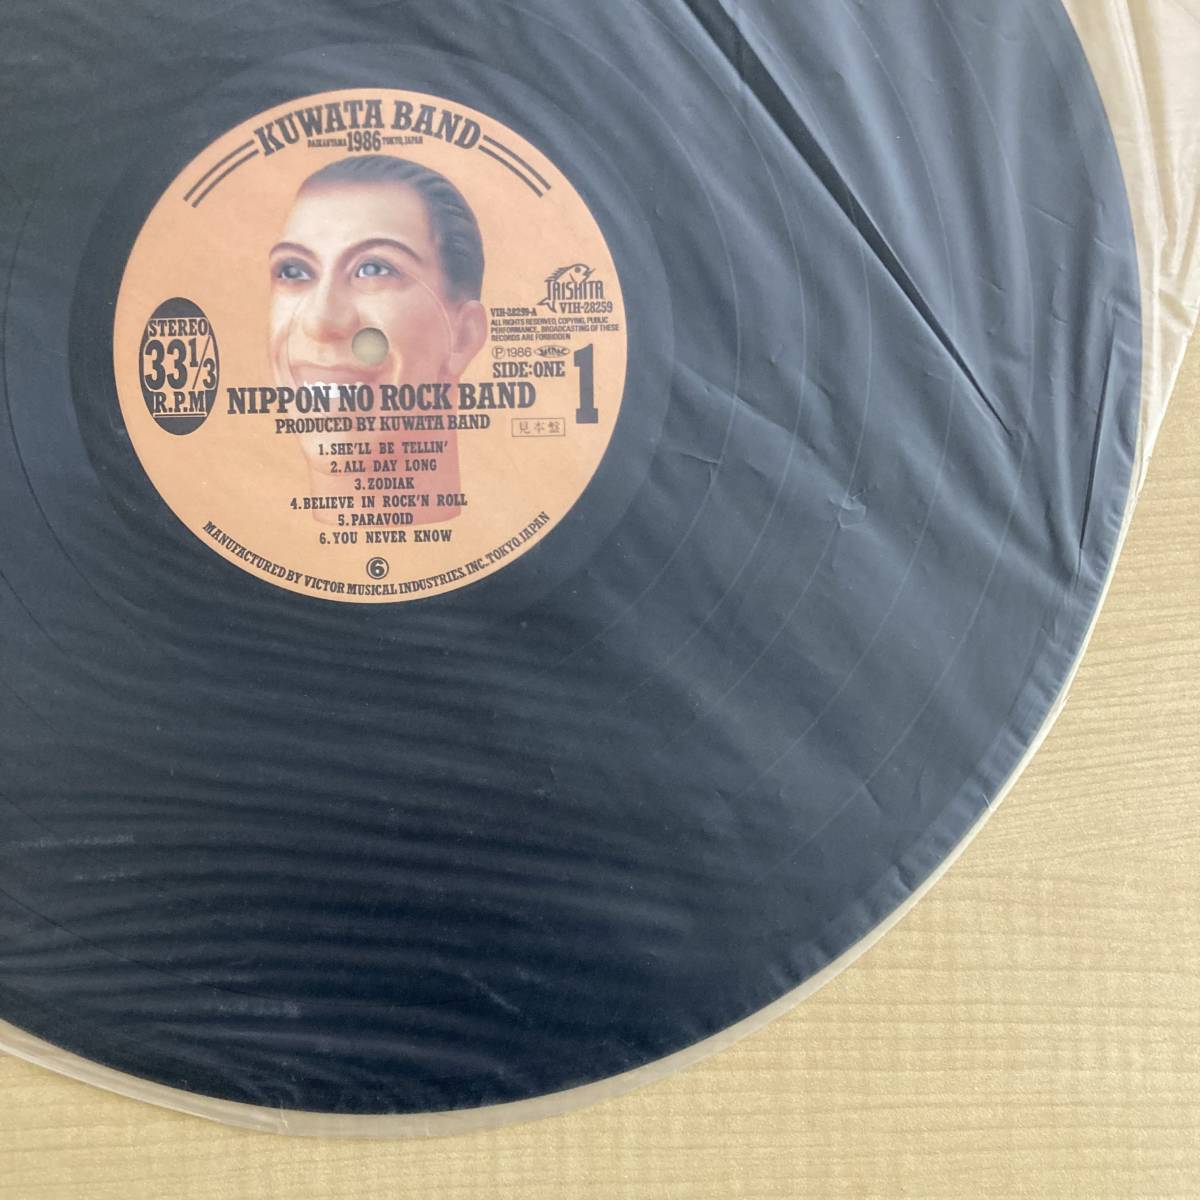 KUWATA BAND
DAIKANYAMA 1986 TOKYO, JAPAN
TAISHITA
VIH-28259
VIH-28259-A
ALL RIGHTS RESERVED, COPYING, PUBLIC
PERFORMANCE, BROADCASTING OF THESE
RECORDS ARE FORBIDDEN
Ⓟ1986
SIDE:ONE 1
STEREO
33 1/3
R.P.M
NIPPON NO ROCK BAND
PRODUCED BY KUWATA BAND
見本盤
1.SHE'LL BE TELLIN'
2.ALL DAY LONG
3.ZODIAK
4.BELIEVE IN ROCK'N ROLL
5.PARAVOID
6.YOU NEVER KNOW
⑥
MANUFACTURED BY VICTOR MUSICAL INDUSTRIES, INC., TOKYO, JAPAN